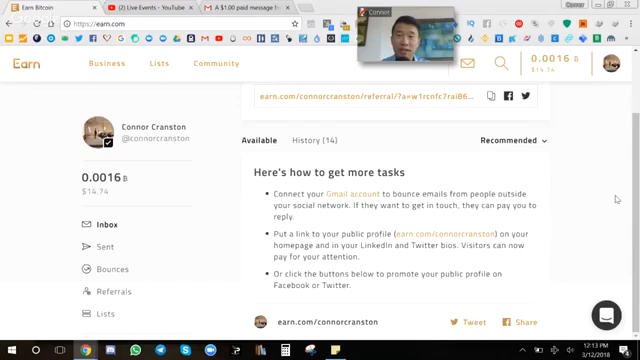 Earn Bitcoin
(2) Live Events - YouTube
A $1.00 paid message fro
Connor
https://earn.com
Connor
Earn
Business
Lists
Community
0.0016 B
$14.74
earn.com/connorcranston/referral/?a=w1rcnfc7rai86...
Connor Cranston
@connorcranston
0.0016 B
$14.74
Inbox
Sent
Bounces
Referrals
Lists
Available
History (14)
Recommended
Here's how to get more tasks
Connect your Gmail account to bounce emails from people outside
your social network. If they want to get in touch, they can pay you to
reply.
Put a link to your public profile (earn.com/connorcranston) on your
homepage and in your LinkedIn and Twitter bios. Visitors can now
pay for your attention.
Or click the buttons below to promote your public profile on
Facebook or Twitter.
earn.com/connorcranston
Tweet
Share
12:13 PM
3/12/2018